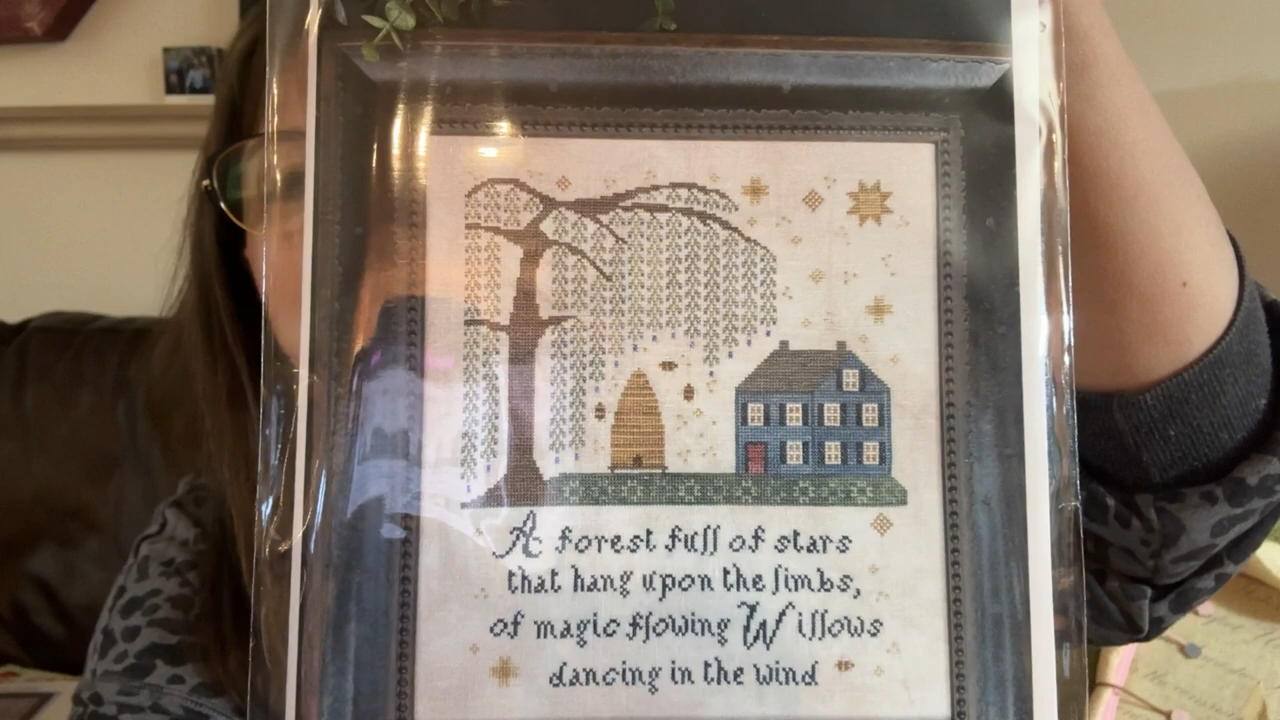 A forest full of stars
that hang upon the limbs,
of magic flowing Willows
dancing in the wind